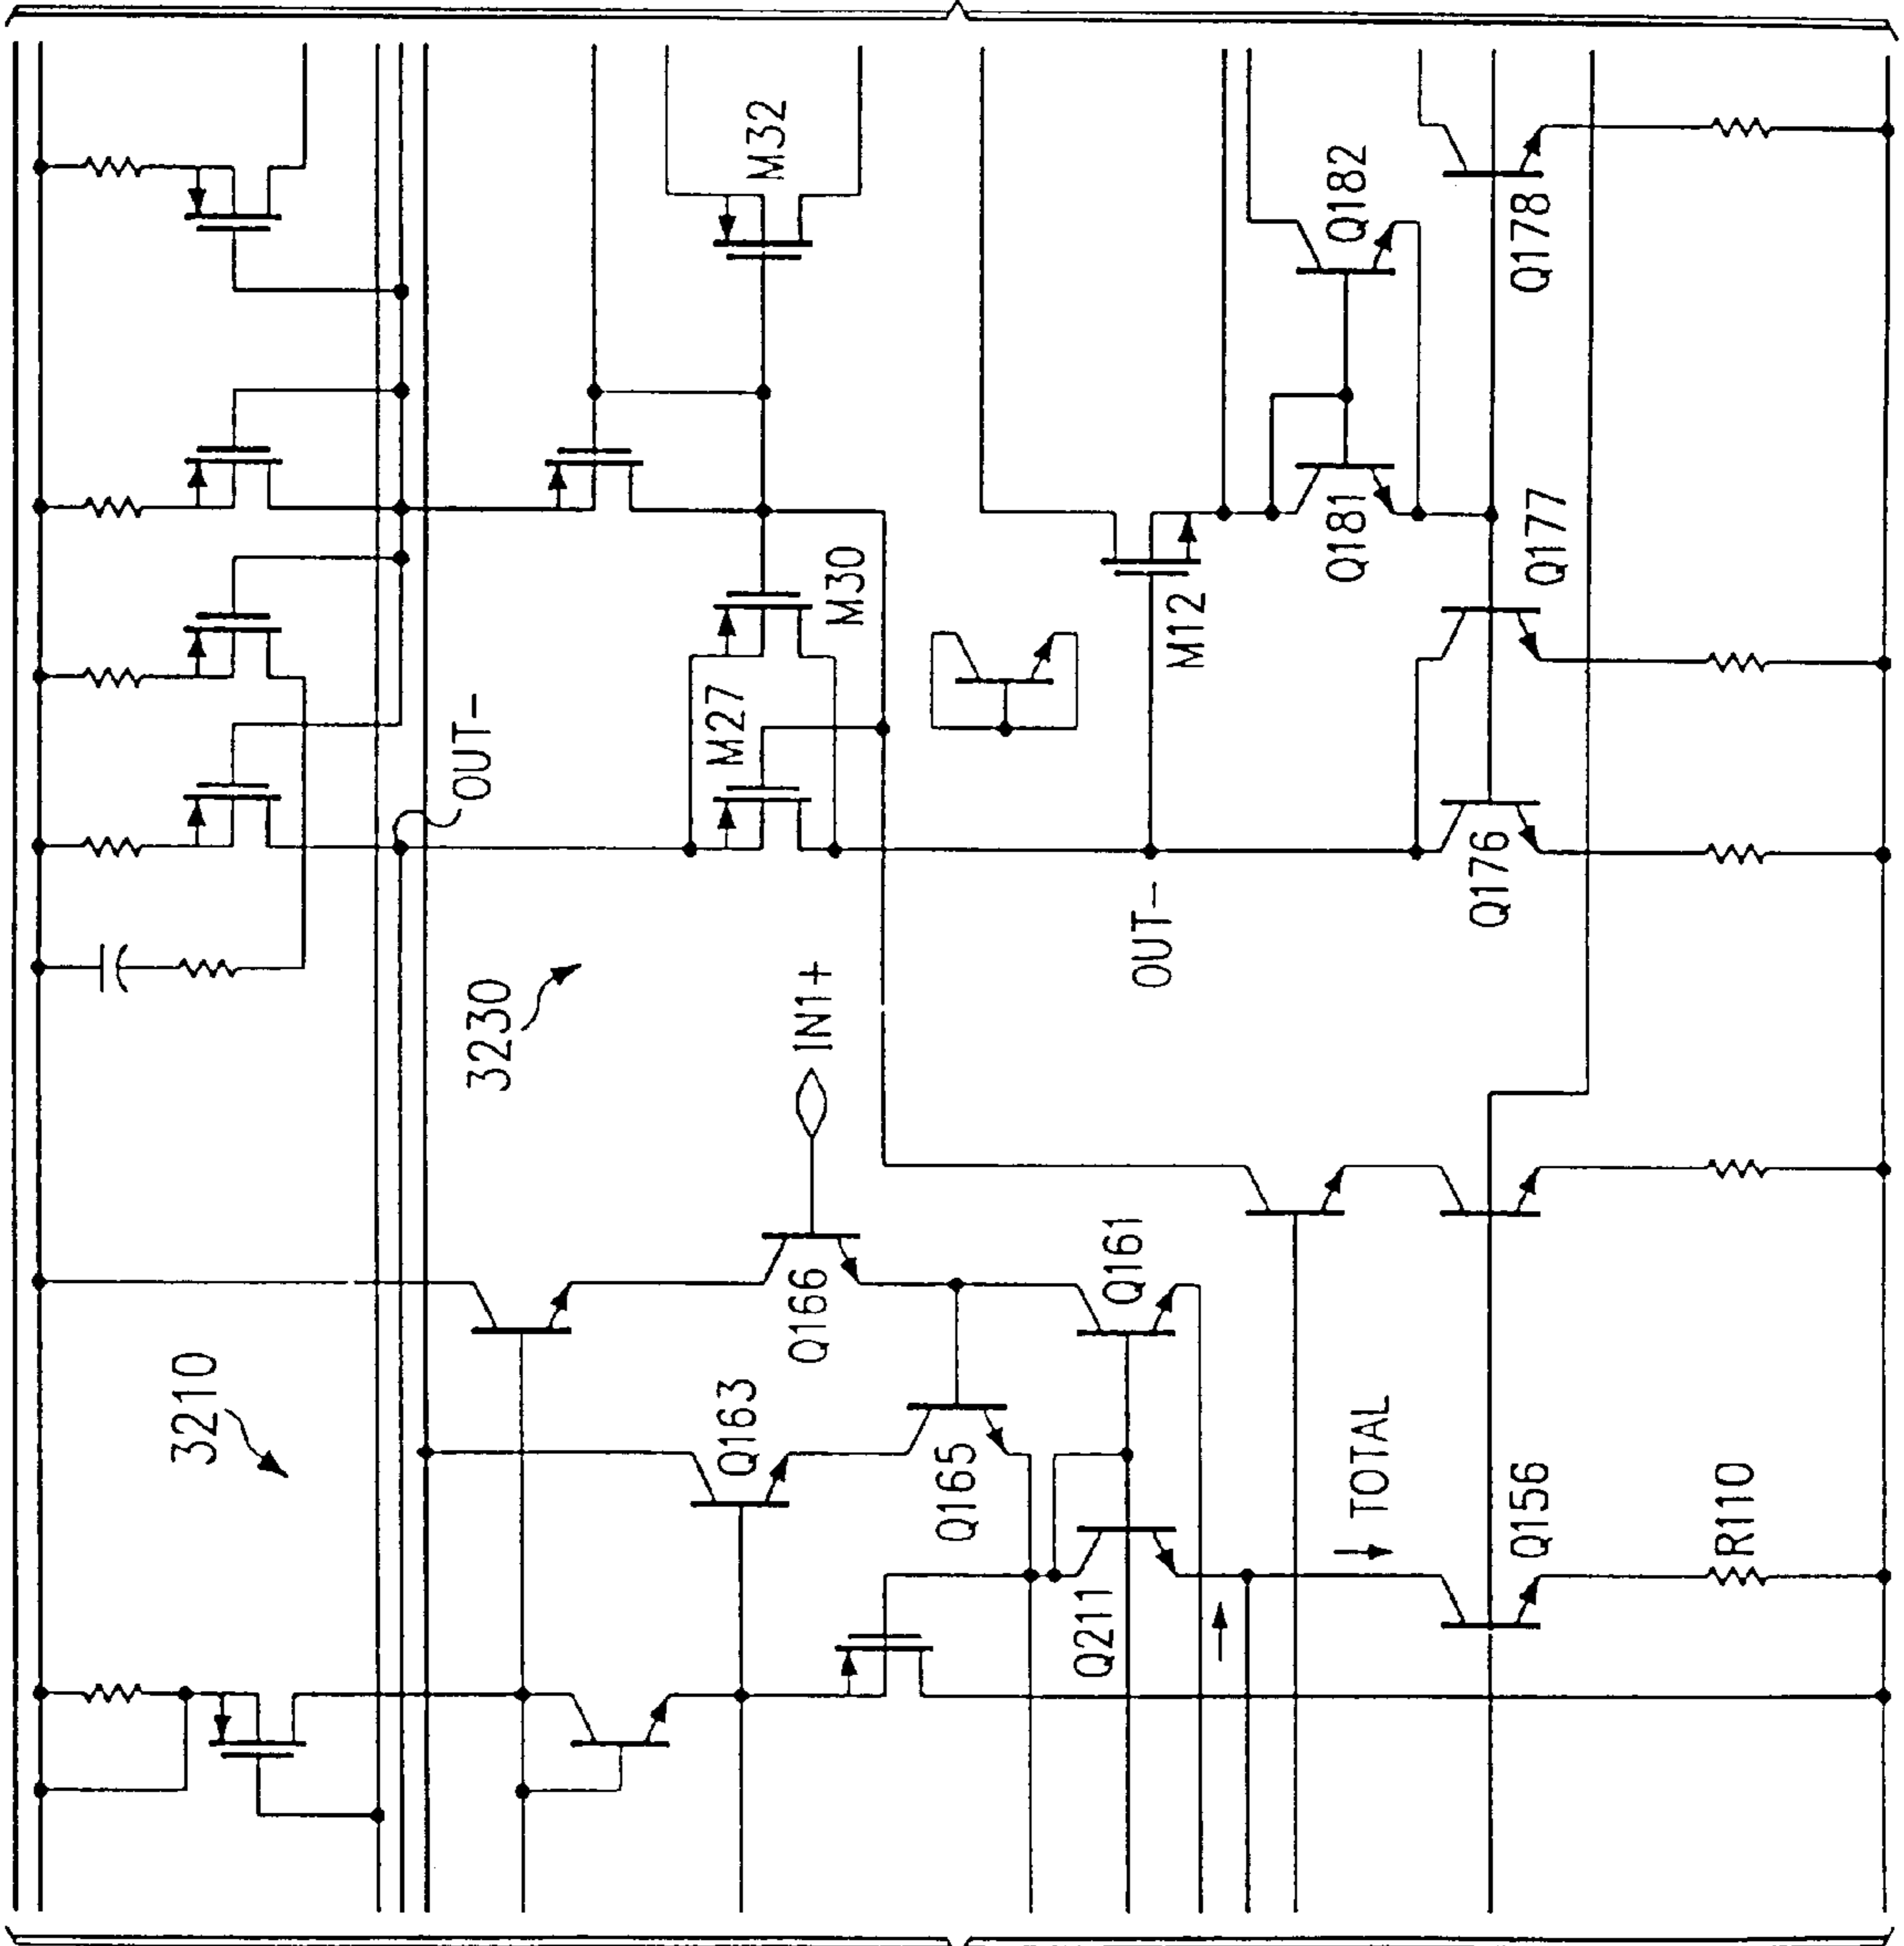 3210
3230
OUT-
M32
M27
M30
IN1+
Q163
Q166
Q165
Q161
Q211
OUT-
M12
Q181
Q182
TOTAL
Q156
Q176
Q177
Q178
R110